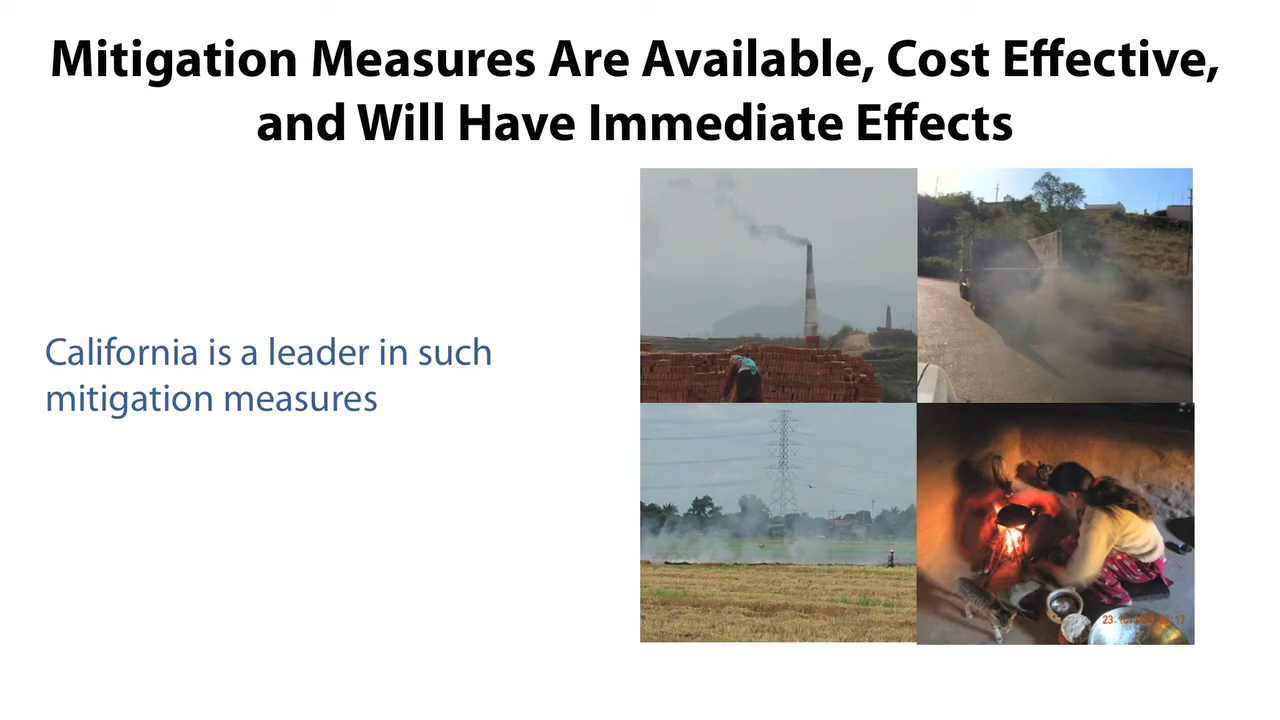 Mitigation Measures Are Available, Cost Effective,
and Will Have Immediate Effects
California is a leader in such
mitigation measures